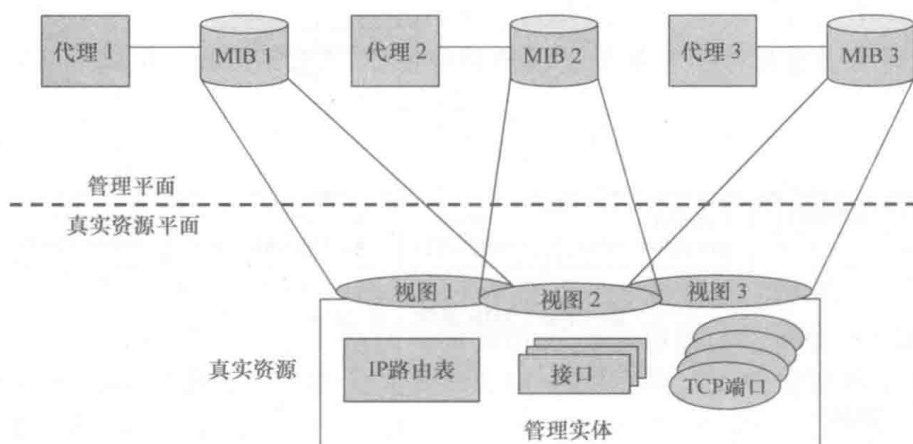 代理 1
MIB 1
代理 2
MIB 2
代理 3
MIB 3
管理平面
真实资源平面
视图 1
视图 2
视图 3
真实资源
IP路由表
接口
TCP端口
管理实体